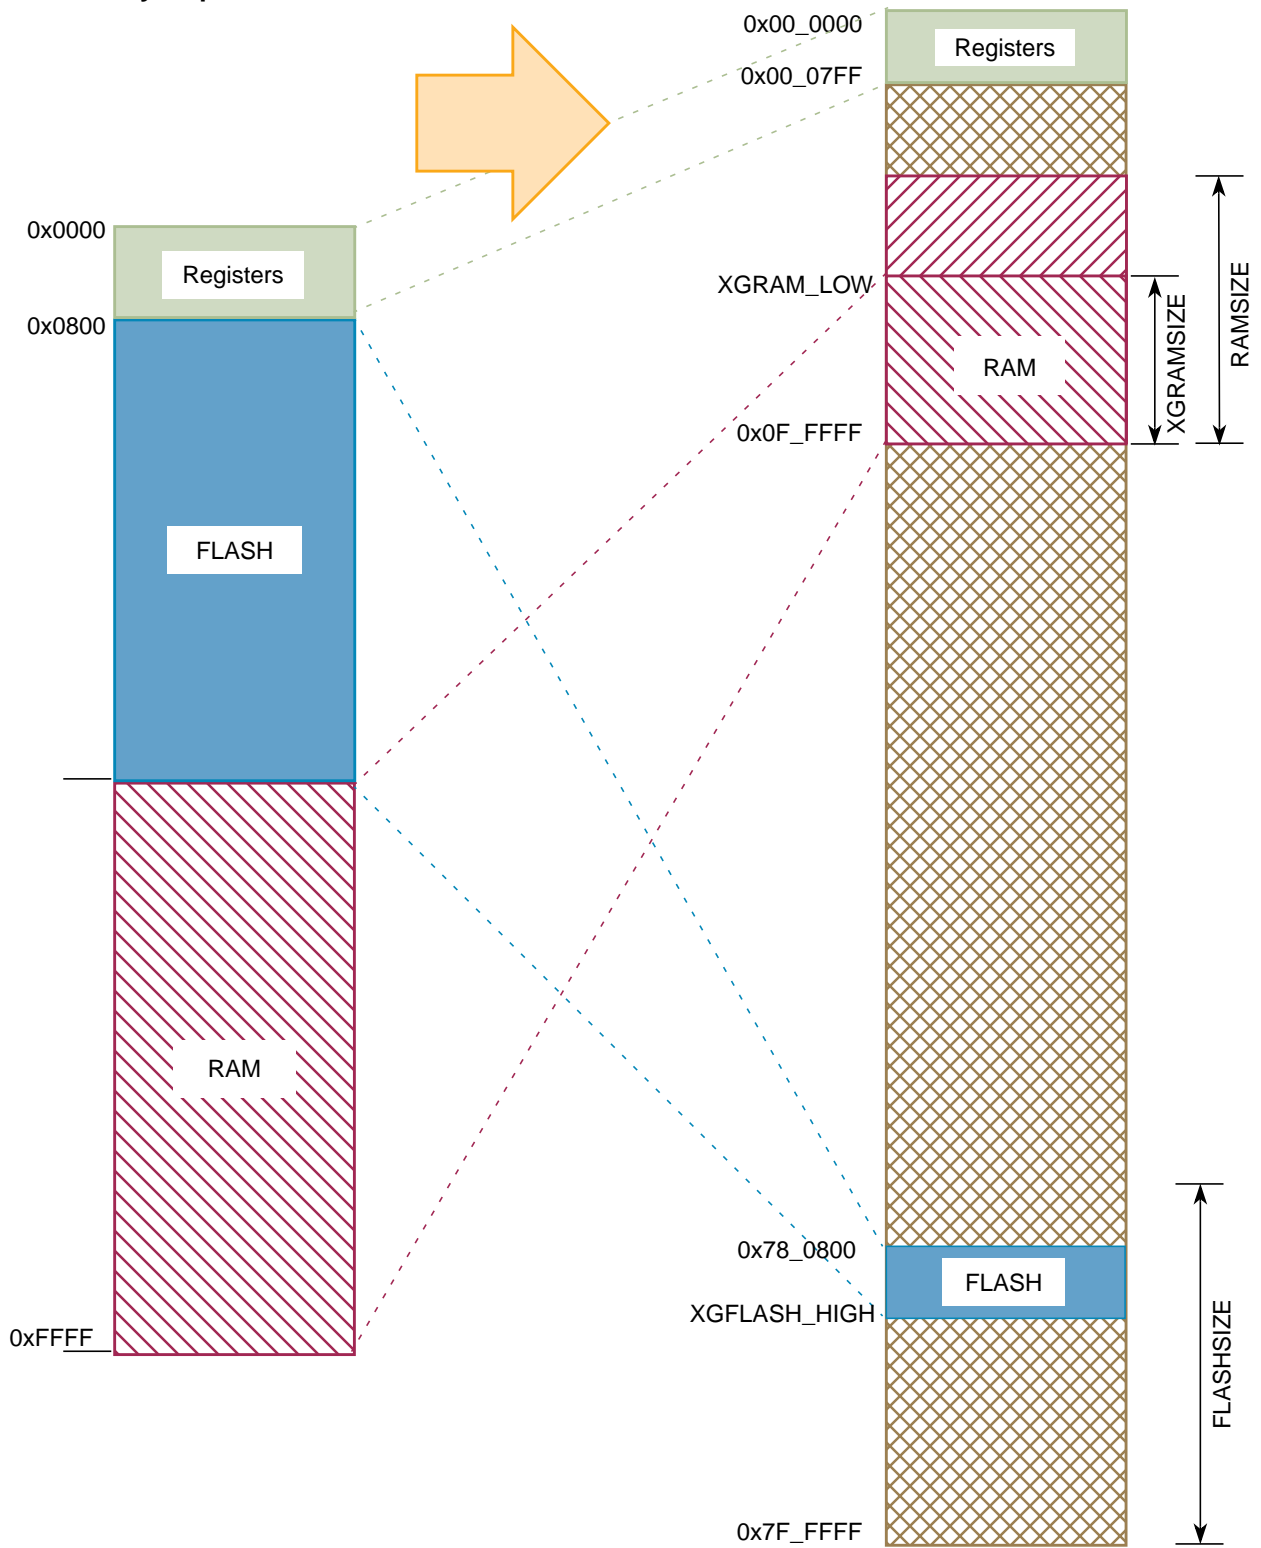 0x0000
Registers
0x0800
FLASH
RAM
0xFFFF
0x00_0000
Registers
0x00_07FF
XGRAM_LOW
RAM
0x0F_FFFF
XGRAMSIZE
RAMSIZE
0x78_0800
FLASH
XGFLASH_HIGH
FLASHSIZE
0x7F_FFFF